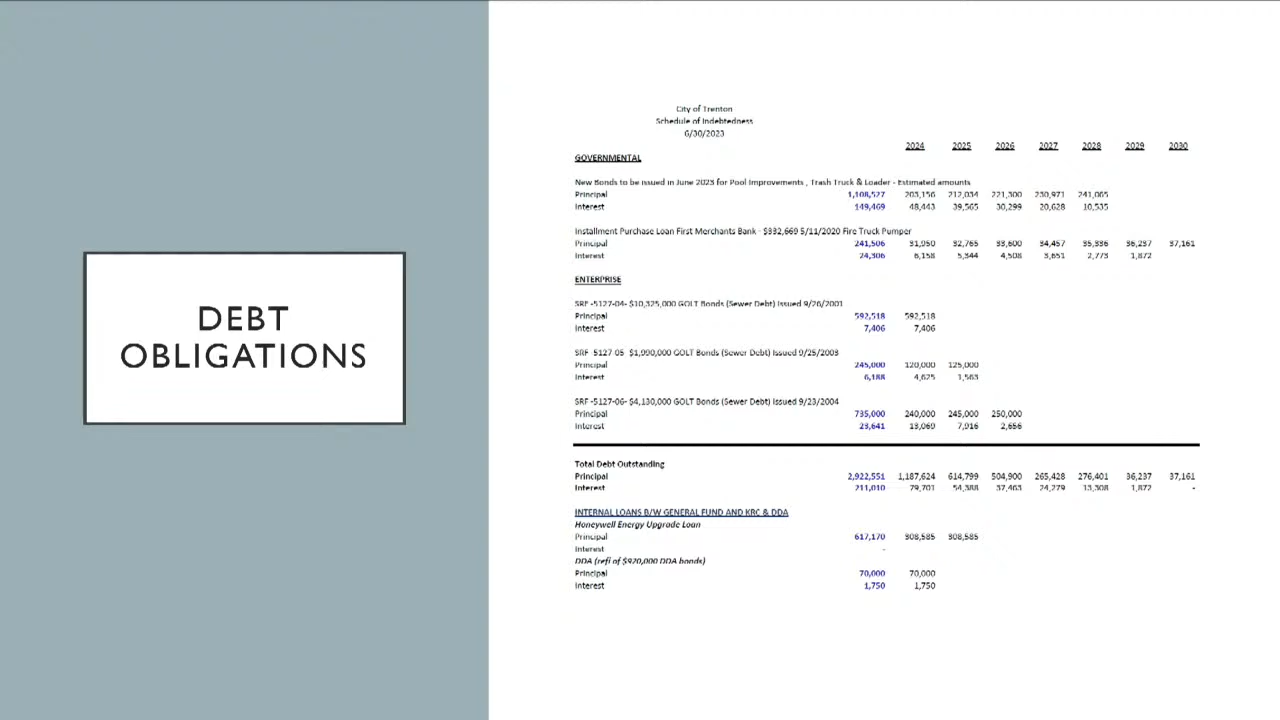 DEBT
OBLIGATIONS
City of Trenton
Schedule of Indebtedness
6/30/2023
2024 2025 2026 2027 2028 2029 2030
GOVERNMENTAL
New Bonds to be issued in June 2023 for Pool Improvements , Trash Truck & Loader - Estimated amounts
Principal 1,108,527 203,156 212,034 221,300 230,971 241,065
Interest 149,469 48,443 39,565 30,299 20,628 10,535
Installment Purchase Loan First Merchants Bank - $332,669 5/11/2020 Fire Truck Pumper
Principal 241,506 31,950 32,765 33,600 34,457 35,336 36,237 37,161
Interest 24,306 6,158 5,344 4,508 3,651 2,773 1,872
ENTERPRISE
SRF -5127-04- $10,325,000 GOLT Bonds (Sewer Debt) Issued 9/26/2001
Principal 592,518 592,518
Interest 7,406 7,406
SRF -5127-05- $1,990,000 GOLT Bonds (Sewer Debt) Issued 9/25/2003
Principal 245,000 120,000 125,000
Interest 6,188 4,625 1,563
SRF -5127-06- $4,130,000 GOLT Bonds (Sewer Debt) Issued 9/23/2004
Principal 735,000 240,000 245,000 250,000
Interest 23,641 13,069 7,916 2,656
Total Debt Outstanding
Principal 2,922,551 1,187,624 614,799 504,900 265,428 276,401 36,237 37,161
Interest 211,010 79,701 54,388 37,463 24,279 13,308 1,872 -
INTERNAL LOANS B/W GENERAL FUND AND KRC & DDA
Honeywell Energy Upgrade Loan
Principal 617,170 308,585 308,585
Interest -
DDA (refi of $920,000 DDA bonds)
Principal 70,000 70,000
Interest 1,750 1,750